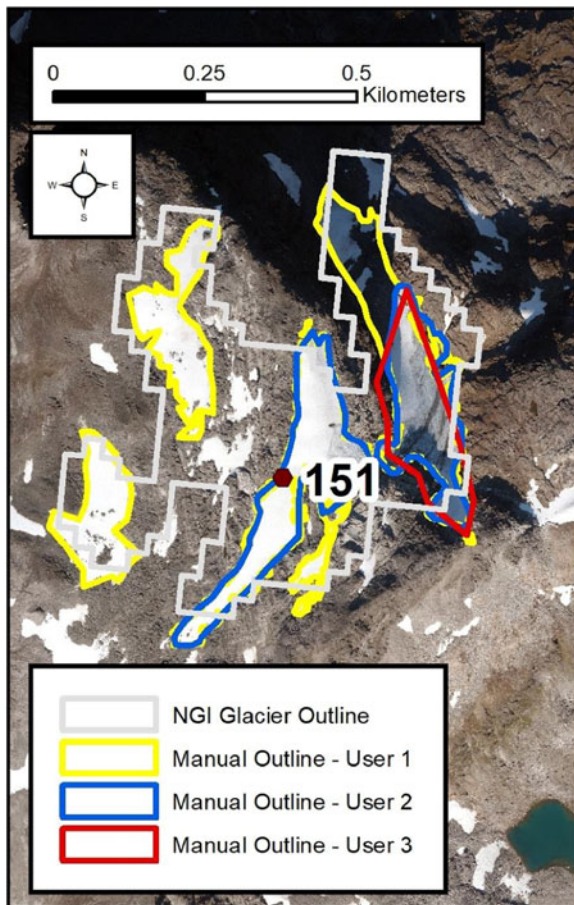 0 0.25 0.5
Kilometers
N
W E
S
151
NGI Glacier Outline
Manual Outline - User 1
Manual Outline - User 2
Manual Outline - User 3